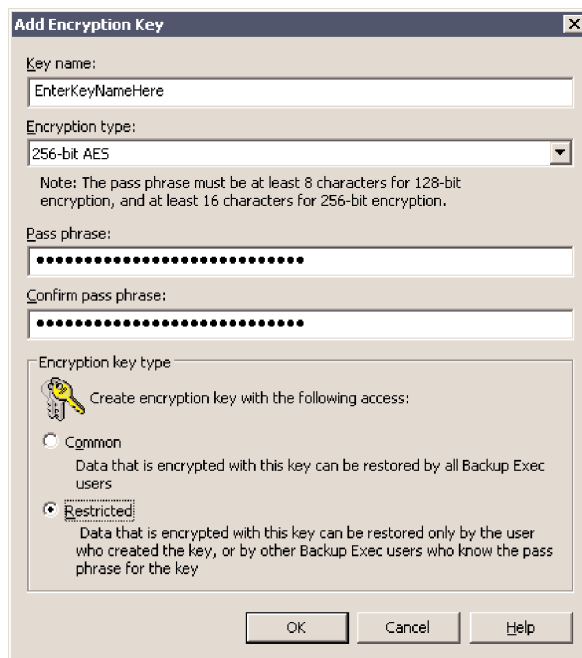 Add Encryption Key
Key name:
EnterKeyNameHere
Encryption type:
256-bit AES
Note: The pass phrase must be at least 8 characters for 128-bit
encryption, and at least 16 characters for 256-bit encryption.
Pass phrase:
••••••••••••••••••••••••••••
Confirm pass phrase:
••••••••••••••••••••••••••••
Encryption key type
Create encryption key with the following access:
Common
Data that is encrypted with this key can be restored by all Backup Exec
users
Restricted
Data that is encrypted with this key can be restored only by the user
who created the key, or by other Backup Exec users who know the pass
phrase for the key
OK
Cancel
Help